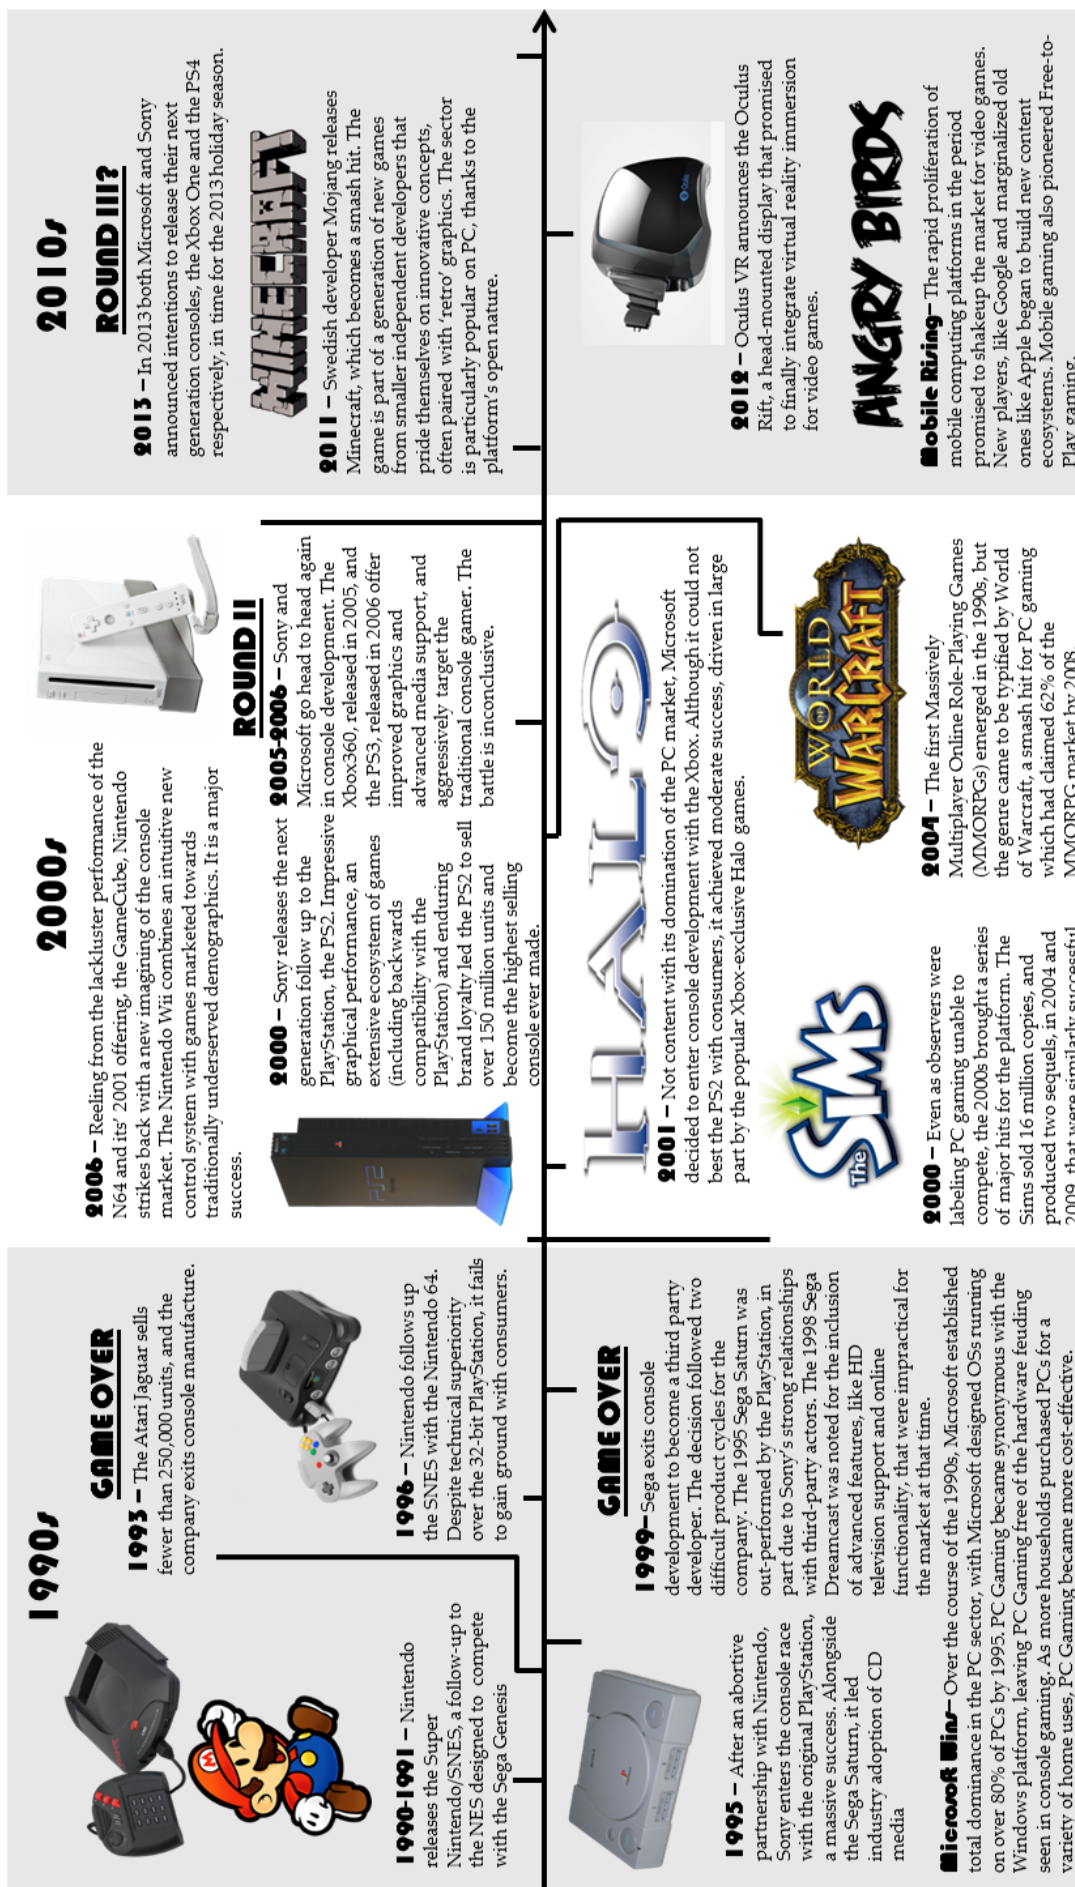 1990s
GAME OVER
1993 – The Atari Jaguar sells
fewer than 250,000 units, and the
company exits console manufacture.
1990-1991 – Nintendo
releases the Super
Nintendo/SNES, a follow-up to
the NES designed to compete
with the Sega Genesis
1996 – Nintendo follows up
the SNES with the Nintendo 64.
Despite technical superiority
over the 32-bit PlayStation, it fails
to gain ground with consumers.
1995 – After an abortive
partnership with Nintendo,
Sony enters the console race
with the original PlayStation,
a massive success. Alongside
the Sega Saturn, it led
industry adoption of CD
media
GAME OVER
1999– Sega exits console
development to become a third party
developer. The decision followed two
difficult product cycles for the
company. The 1995 Sega Saturn was
out-performed by the PlayStation, in
part due to Sony's strong relationships
with third-party actors. The 1998 Sega
Dreamcast was noted for the inclusion
of advanced features, like HD
television support and online
functionality, that were impractical for
the market at that time.
Microsoft Wins– Over the course of the 1990s, Microsoft established
total dominance in the PC sector, with Microsoft designed OSs running
on over 80% of PCs by 1995. PC Gaming became synonymous with the
Windows platform, leaving PC Gaming free of the hardware feuding
seen in console gaming. As more households purchased PCs for a
variety of home uses, PC Gaming became more cost-effective.
2000s
2006 – Reeling from the lackluster performance of the
N64 and its' 2001 offering, the GameCube, Nintendo
strikes back with a new imagining of the console
market. The Nintendo Wii combines an intuitive new
control system with games marketed towards
traditionally underserved demographics. It is a major
success.
PS2
2000 – Sony releases the next
generation follow up to the
PlayStation, the PS2. Impressive
graphical performance, an
extensive ecosystem of games
(including backwards
compatibility with the
PlayStation) and enduring
brand loyalty led the PS2 to sell
over 150 million units and
become the highest selling
console ever made.
ROUND II
2005-2006 – Sony and
Microsoft go head to head again
in console development. The
Xbox360, released in 2005, and
the PS3, released in 2006 offer
improved graphics and
advanced media support, and
aggressively target the
traditional console gamer. The
battle is inconclusive.
HALO
2001 – Not content with its domination of the PC market, Microsoft
decided to enter console development with the Xbox. Although it could not
best the PS2 with consumers, it achieved moderate success, driven in large
part by the popular Xbox-exclusive Halo games.
The SIMS
2000 – Even as observers were
labeling PC gaming unable to
compete, the 2000s brought a series
of major hits for the platform. The
Sims sold 16 million copies, and
produced two sequels, in 2004 and
2009, that were similarly successful
WORLD OF WARCRAFT
2004 – The first Massively
Multiplayer Online Role-Playing Games
(MMORPGs) emerged in the 1990s, but
the genre came to be typified by World
of Warcraft, a smash hit for PC gaming
which had claimed 62% of the
MMORPG market by 2008.
2010s
ROUND III?
2013 – In 2013 both Microsoft and Sony
announced intentions to release their next
generation consoles, the Xbox One and the PS4
respectively, in time for the 2013 holiday season.
MINECRAFT
2011 – Swedish developer Mojang releases
Minecraft, which becomes a smash hit. The
game is part of a generation of new games
from smaller independent developers that
pride themselves on innovative concepts,
often paired with 'retro' graphics. The sector
is particularly popular on PC, thanks to the
platform's open nature.
2012 – Oculus VR announces the Oculus
Rift, a head-mounted display that promised
to finally integrate virtual reality immersion
for video games.
ANGRY BIRDS
Mobile Rising– The rapid proliferation of
mobile computing platforms in the period
promised to shakeup the market for video games.
New players, like Google and marginalized old
ones like Apple began to build new content
ecosystems. Mobile gaming also pioneered Free-to-
Play gaming.